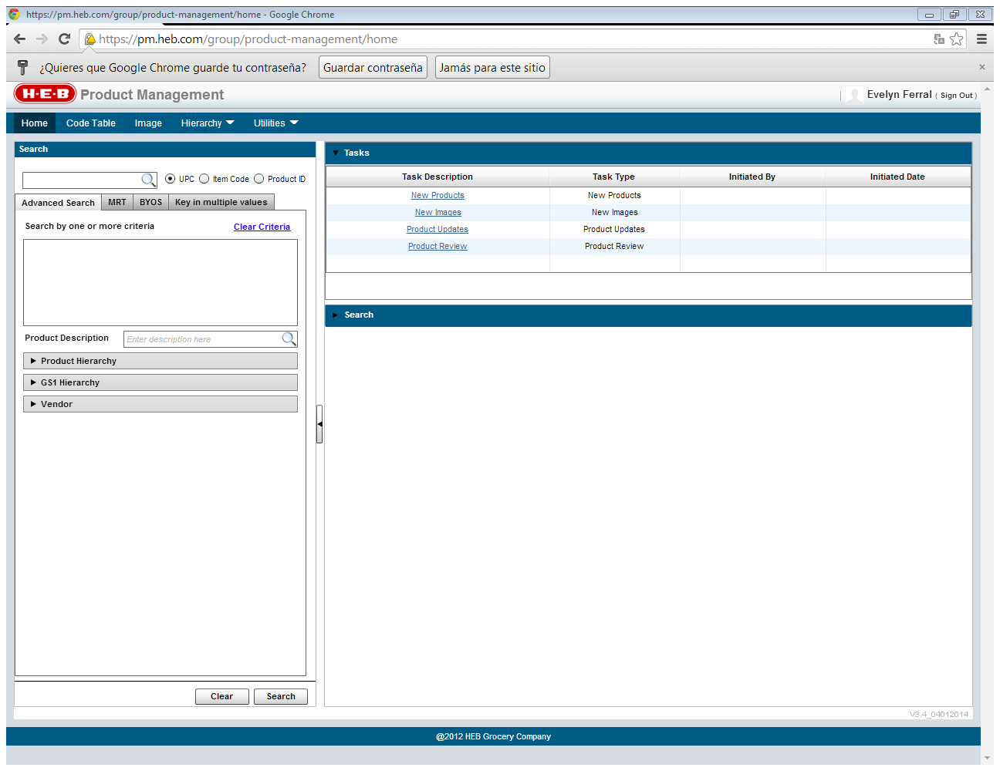 https://pm.heb.com/group/product-management/home - Google Chrome
https://pm.heb.com/group/product-management/home
¿Quieres que Google Chrome guarde tu contraseña? Guardar contraseña Jamás para este sitio
H-E-B Product Management
Evelyn Ferral ( Sign Out )
Home Code Table Image Hierarchy Utilities
Search
UPC Item Code Product ID
Advanced Search MRT BYOS Key in multiple values
Search by one or more criteria Clear Criteria
Product Description Enter description here
Product Hierarchy
GS1 Hierarchy
Vendor
Clear Search
Tasks
Task Description Task Type Initiated By Initiated Date
New Products New Products
New Images New Images
Product Updates Product Updates
Product Review Product Review
Search
V3.4_04012014
@2012 HEB Grocery Company